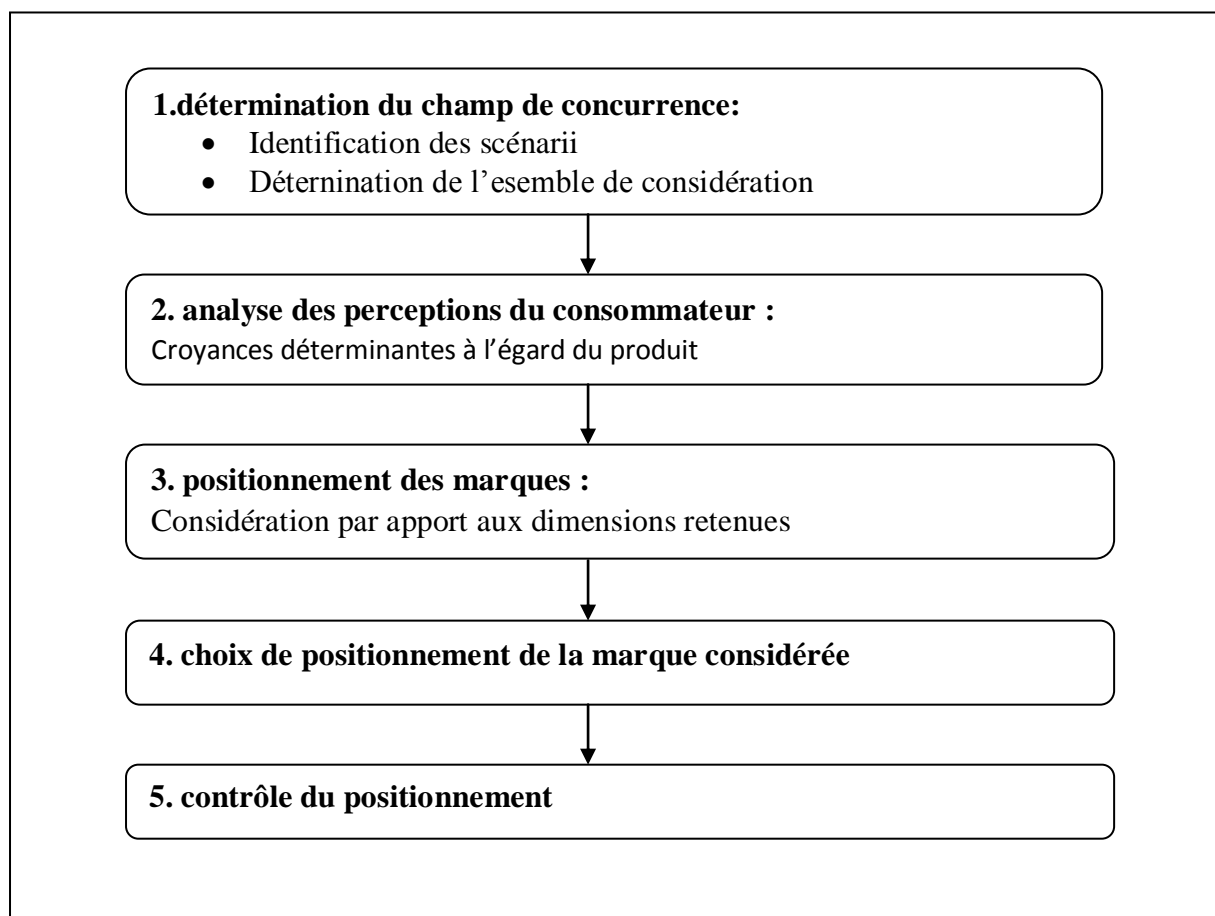 1.détermination du champ de concurrence:
• Identification des scénarii
• Déternination de l’esemble de considération
2. analyse des perceptions du consommateur :
Croyances déterminantes à l’égard du produit
3. positionnement des marques :
Considération par apport aux dimensions retenues
4. choix de positionnement de la marque considérée
5. contrôle du positionnement